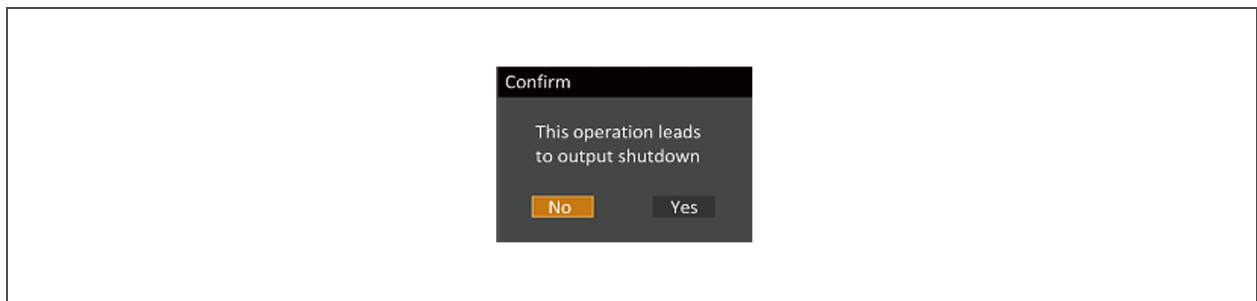 Confirm
This operation leads
to output shutdown
No Yes